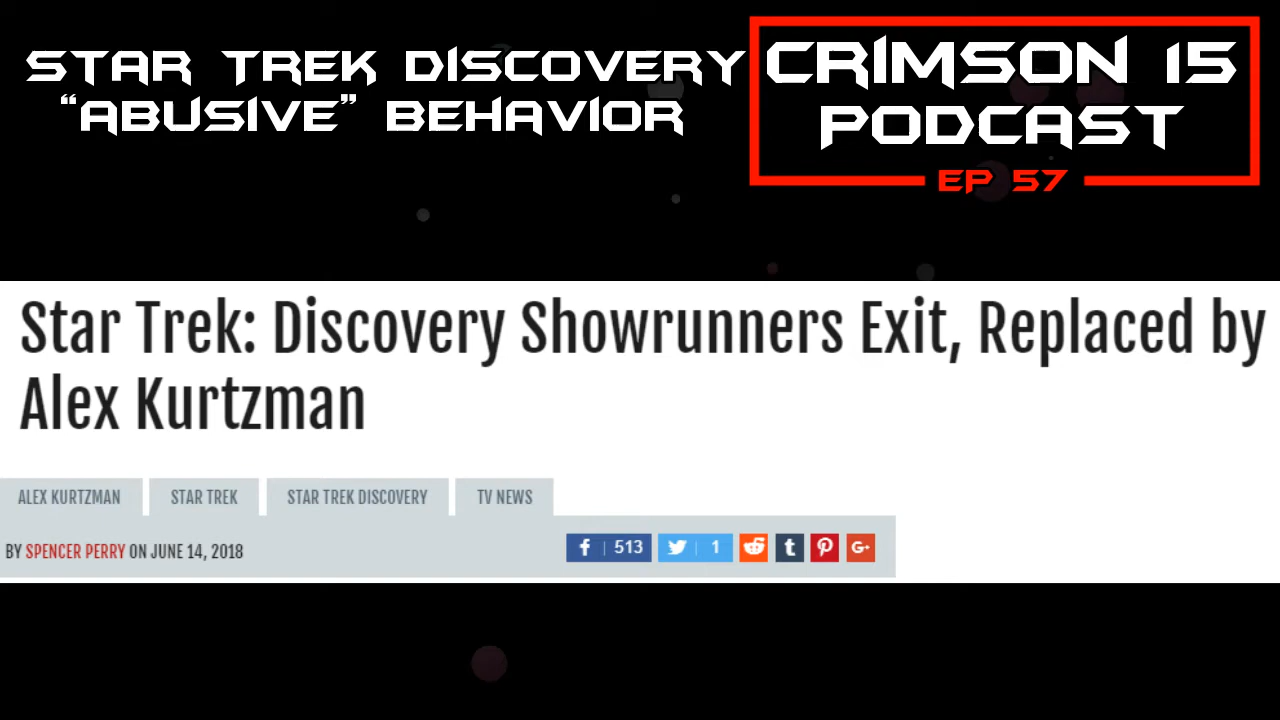 STAR TREK DISCOVERY
“ABUSIVE” BEHAVIOR
CRIMSON 15
PODCAST
EP 57
Star Trek: Discovery Showrunners Exit, Replaced by
Alex Kurtzman
ALEX KURTZMAN STAR TREK STAR TREK DISCOVERY TV NEWS
BY SPENCER PERRY ON JUNE 14, 2018
f 513 1 t G+